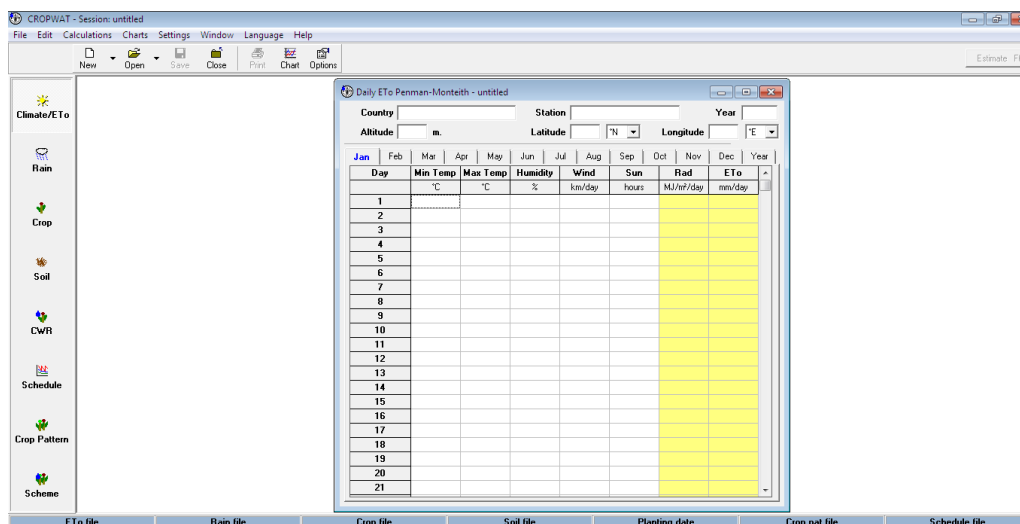 CROPWAT - Session: untitled
File Edit Calculations Charts Settings Window Language Help
New Open Save Close Print Chart Options Estimate
Climate/ETo
Rain
Crop
Soil
CWR
Schedule
Crop Pattern
Scheme
Daily ETo Penman-Monteith - untitled
Country Station Year
Altitude m. Latitude °N Longitude °E
Jan Feb Mar Apr May Jun Jul Aug Sep Oct Nov Dec Year
Day Min Temp Max Temp Humidity Wind Sun Rad ETo
°C °C % km/day hours MJ/m²/day mm/day
1
2
3
4
5
6
7
8
9
10
11
12
13
14
15
16
17
18
19
20
21
ETo file Rain file Crop file Soil file Planting date Crop pat file Schedule file